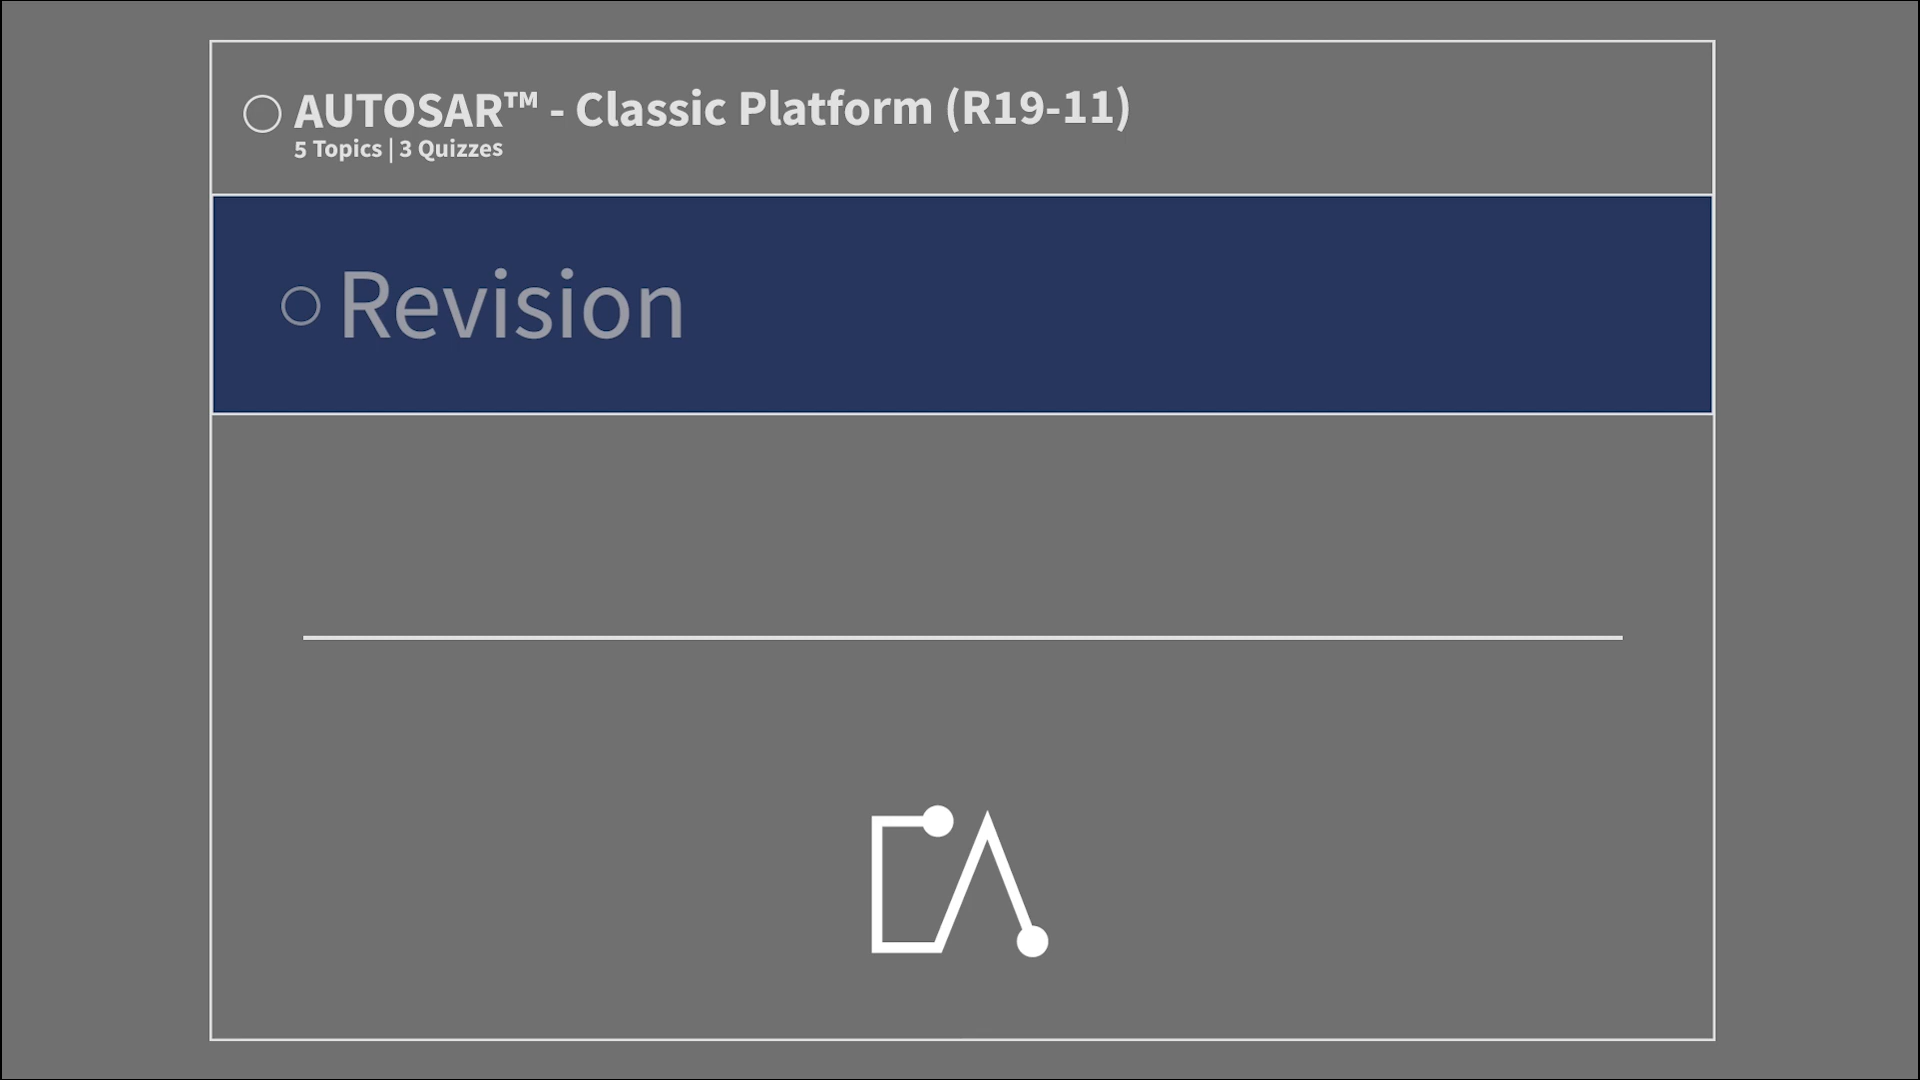 AUTOSAR™ - Classic Platform (R19-11)
5 Topics | 3 Quizzes
Revision